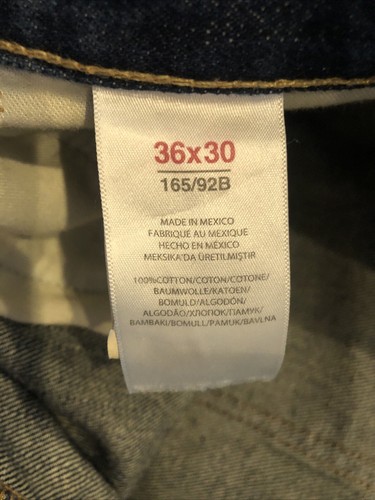 36x30
165/92B
MADE IN MEXICO
FABRIQUÉ AU MEXIQUE
HECHO EN MÉXICO
MEKSIKA'DA ÜRETILMIŞTIR
100%COTTON/COTON/COTONE/
BAUMWOLLE/KATOEN/
BOMULD/ALGODÓN/
ALGODÃO/ХЛОПОК/ПАМУК/
BAMBAKI/BOMULL/PAMUK/BAVLNA